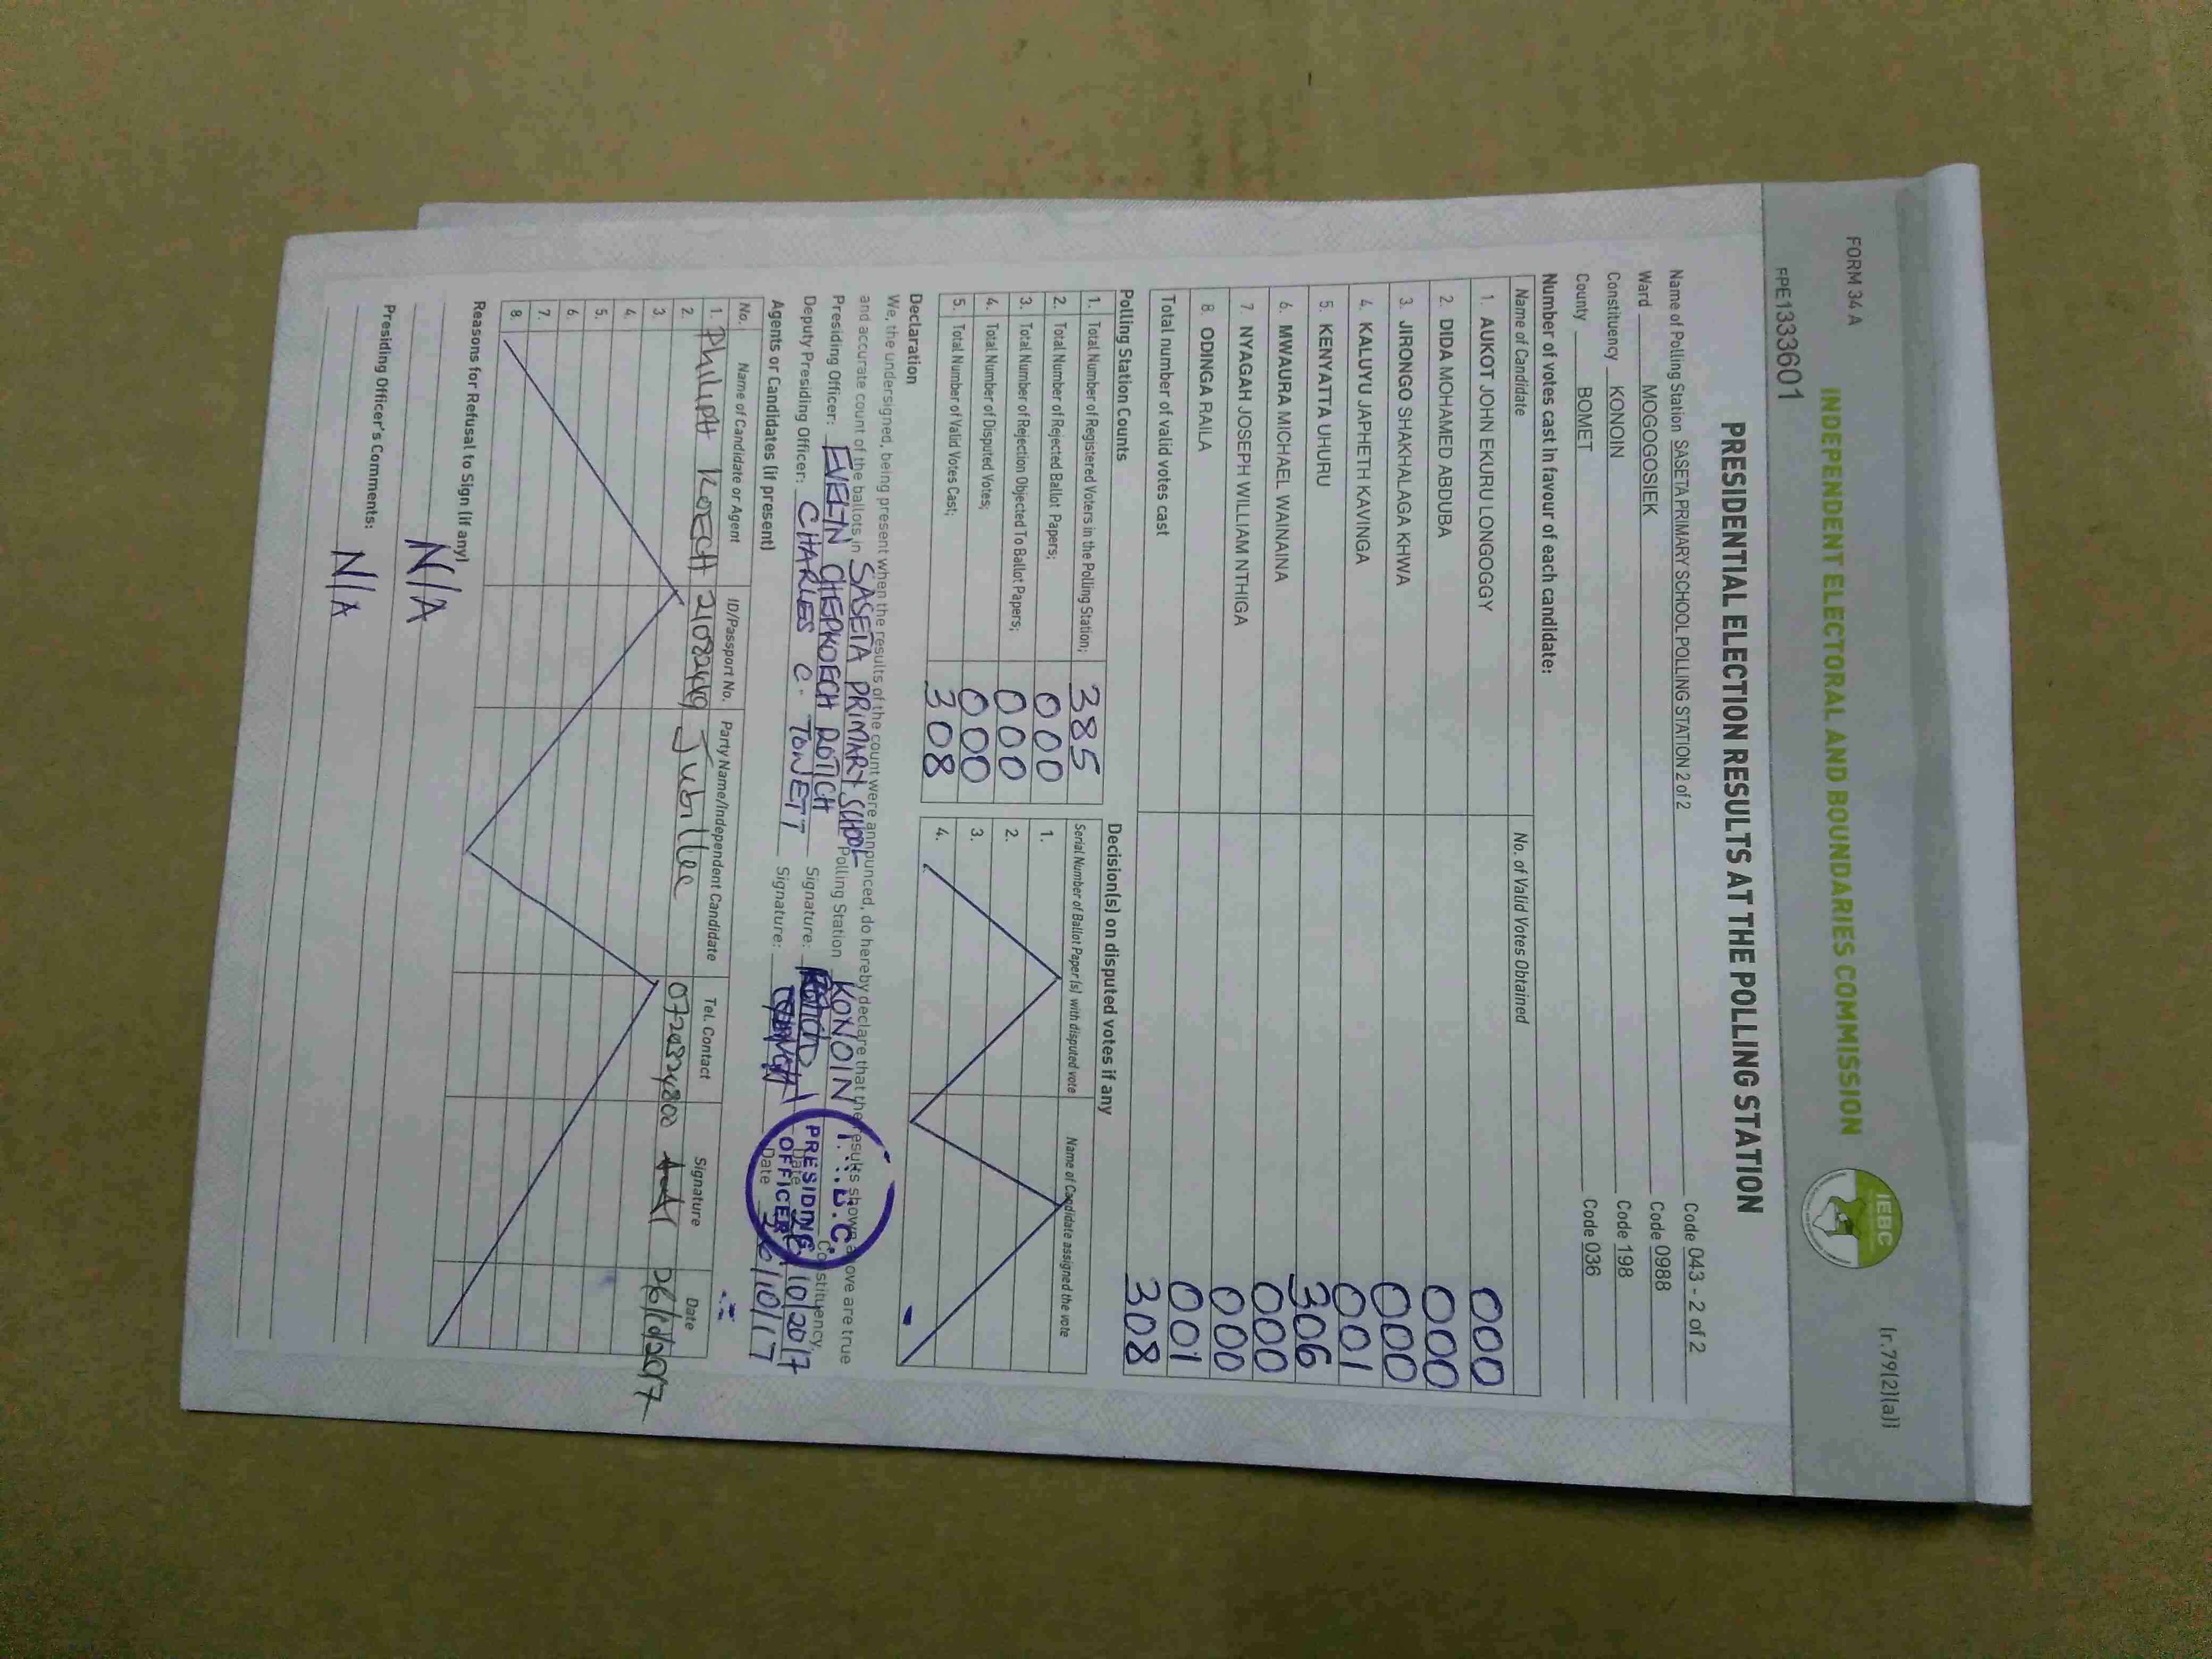 FORM 34 A
(r.79(2)(a))
INDEPENDENT ELECTORAL AND BOUNDARIES COMMISSION
IEBC
FPE1333601
PRESIDENTIAL ELECTION RESULTS AT THE POLLING STATION
Name of Polling Station SASETA PRIMARY SCHOOL POLLING STATION 2 of 2 Code 043 - 2 of 2
Ward MOGOGOSIEK Code 0988
Constituency KONOIN Code 198
County BOMET Code 036
Number of votes cast in favour of each candidate:
Name of Candidate No. of Valid Votes Obtained
1. AUKOT JOHN EKURU LONGOGGY 000
2. DIDA MOHAMED ABDUBA 000
3. JIRONGO SHAKHALAGA KHWA 000
4. KALUYU JAPHETH KAVINGA 001
5. KENYATTA UHURU 306
6. MWAURA MICHAEL WAINAINA 000
7. NYAGAH JOSEPH WILLIAM NTHIGA 000
8 ODINGA RAILA 001
Total number of valid votes cast 308
Polling Station Counts
1. Total Number of Registered Voters in the Polling Station; 385
2. Total Number of Rejected Ballot Papers; 000
3. Total Number of Rejection Objected To Ballot Papers; 000
4. Total Number of Disputed Votes; 000
5. Total Number of Valid Votes Cast; 308
Decision(s) on disputed votes if any
Serial Number of Ballot Paper(s) with disputed vote Name of Candidate assigned the vote
1.
2.
3.
4.
Declaration
We, the undersigned, being present when the results of the count were announced, do hereby declare that the results shown above are true
and accurate count of the ballots in SASETA PRIMARY SCHOOL Polling Station KONOIN Constituency,
Presiding Officer: EVELYN CHEPKOECH ROTICH Signature: Date 26/10/2017
Deputy Presiding Officer: CHARLES C. TOWETT Signature: Date 26/10/17
PRESIDING
OFFICER
Agents or Candidates (if present)
No. Name of Candidate or Agent ID/Passport No. Party Name/Independent Candidate Tel. Contact Signature Date
1. Philiph Koech Jubilee 26/10/2017
2.
3.
4.
5.
6.
7.
8.
Reasons for Refusal to Sign (if any)
N/A
Presiding Officer's Comments:
N/A